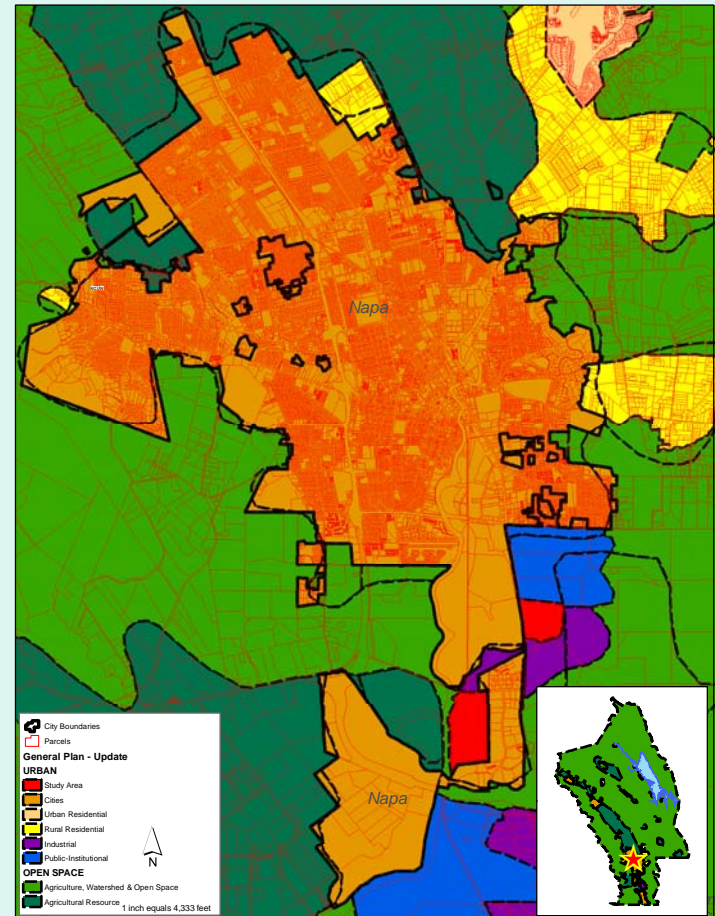 Napa
Napa
City Boundaries
Parcels
General Plan - Update
URBAN
Study Area
Cities
Urban Residential
Rural Residential
Industrial
Public-Institutional
N
OPEN SPACE
Agriculture, Watershed & Open Space
Agricultural Resource
1 inch equals 4,333 feet